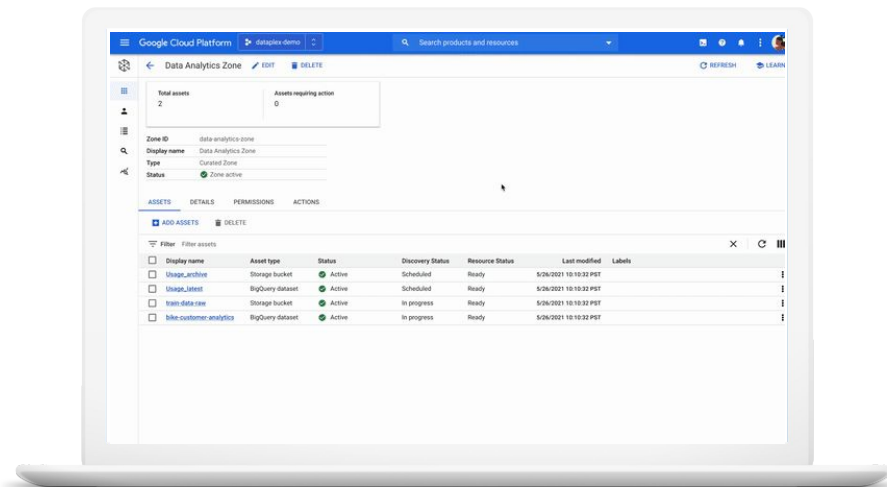 Google Cloud Platform dataplex-demo Search products and resources
Data Analytics Zone EDIT DELETE REFRESH LEARN
Total assets Assets requiring action
2 0
Zone ID data-analytics-zone
Display name Data Analytics Zone
Type Curated Zone
Status Zone active
ASSETS DETAILS PERMISSIONS ACTIONS
ADD ASSETS DELETE
Filter Filter assets
Display name Asset type Status Discovery Status Resource Status Last modified Labels
Usage_archive Storage bucket Active Scheduled Ready 5/26/2021 10:10:32 PST
Usage_latest BigQuery dataset Active Scheduled Ready 5/26/2021 10:10:32 PST
train-data-raw Storage bucket Active In progress Ready 5/26/2021 10:10:32 PST
bike-customer-analytics BigQuery dataset Active In progress Ready 5/26/2021 10:10:32 PST